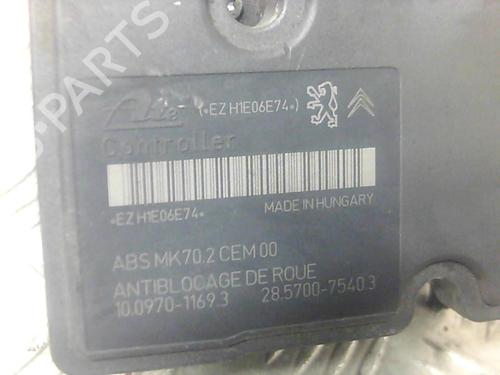 Ate (*EZ H1E06E74*)
Controller
*EZ H1E06E74*
MADE IN HUNGARY
ABS MK70.2 CEM 00
ANTIBLOCAGE DE ROUE
10.0970-1169.3 28.5700-7540.3
PARTS